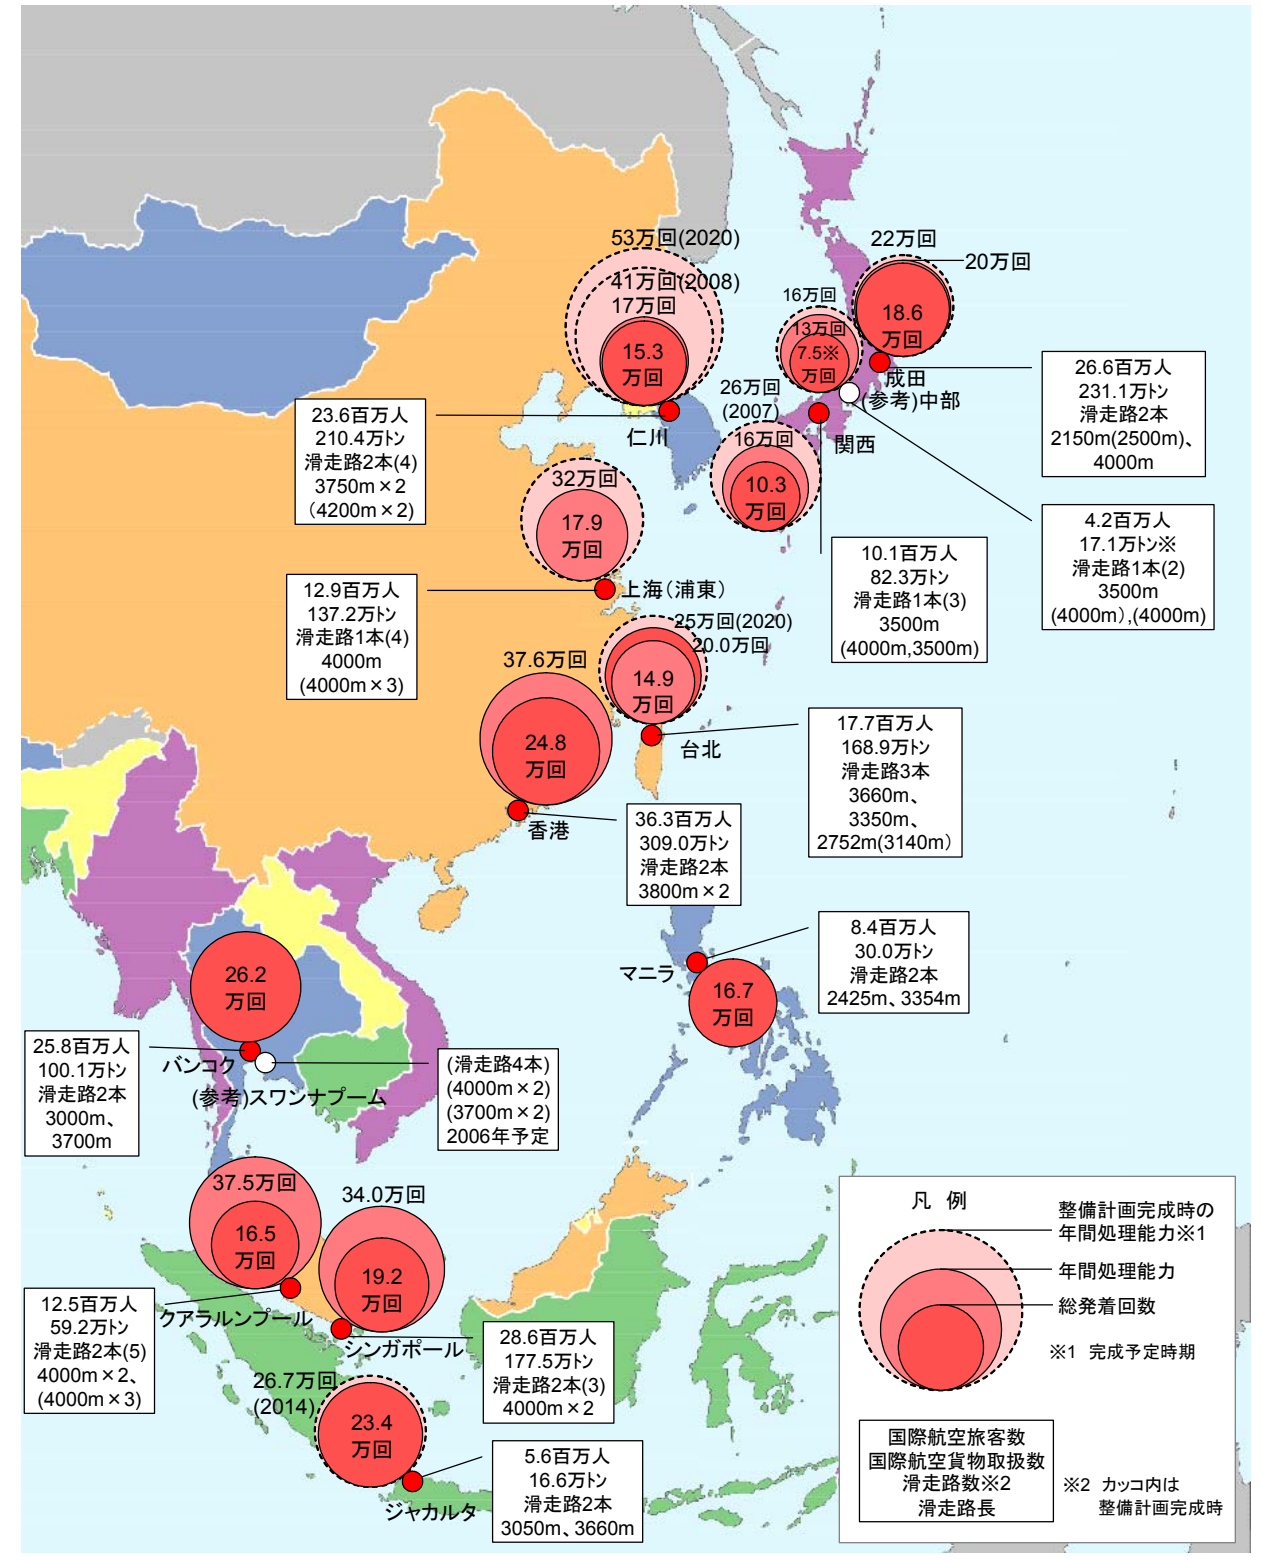 53万回(2020)
41万回(2008)
17万回
15.3
万回
仁川
22万回
20万回
18.6
万回
成田
(参考)中部
16万回
13万回
7.5※
万回
26万回
(2007)
16万回
10.3
万回
関西
26.6百万人
231.1万トン
滑走路2本
2150m(2500m)、
4000m
23.6百万人
210.4万トン
滑走路2本(4)
3750m×2
(4200m×2)
32万回
17.9
万回
上海(浦東)
4.2百万人
17.1万トン※
滑走路1本(2)
3500m
(4000m),(4000m)
10.1百万人
82.3万トン
滑走路1本(3)
3500m
(4000m,3500m)
12.9百万人
137.2万トン
滑走路1本(4)
4000m
(4000m×3)
25万回(2020)
20.0万回
14.9
万回
台北
37.6万回
24.8
万回
香港
17.7百万人
168.9万トン
滑走路3本
3660m、
3350m、
2752m(3140m)
36.3百万人
309.0万トン
滑走路2本
3800m×2
8.4百万人
30.0万トン
滑走路2本
2425m、3354m
マニラ
16.7
万回
26.2
万回
バンコク
(参考)スワンナプーム
25.8百万人
100.1万トン
滑走路2本
3000m、
3700m
(滑走路4本)
(4000m×2)
(3700m×2)
2006年予定
37.5万回
16.5
万回
クアラルンプール
34.0万回
19.2
万回
シンガポール
12.5百万人
59.2万トン
滑走路2本(5)
4000m×2、
(4000m×3)
28.6百万人
177.5万トン
滑走路2本(3)
4000m×2
26.7万回
(2014)
23.4
万回
ジャカルタ
5.6百万人
16.6万トン
滑走路2本
3050m、3660m
凡 例
整備計画完成時の
年間処理能力※1
年間処理能力
総発着回数
※1 完成予定時期
国際航空旅客数
国際航空貨物取扱数
滑走路数※2
滑走路長
※2 カッコ内は
整備計画完成時